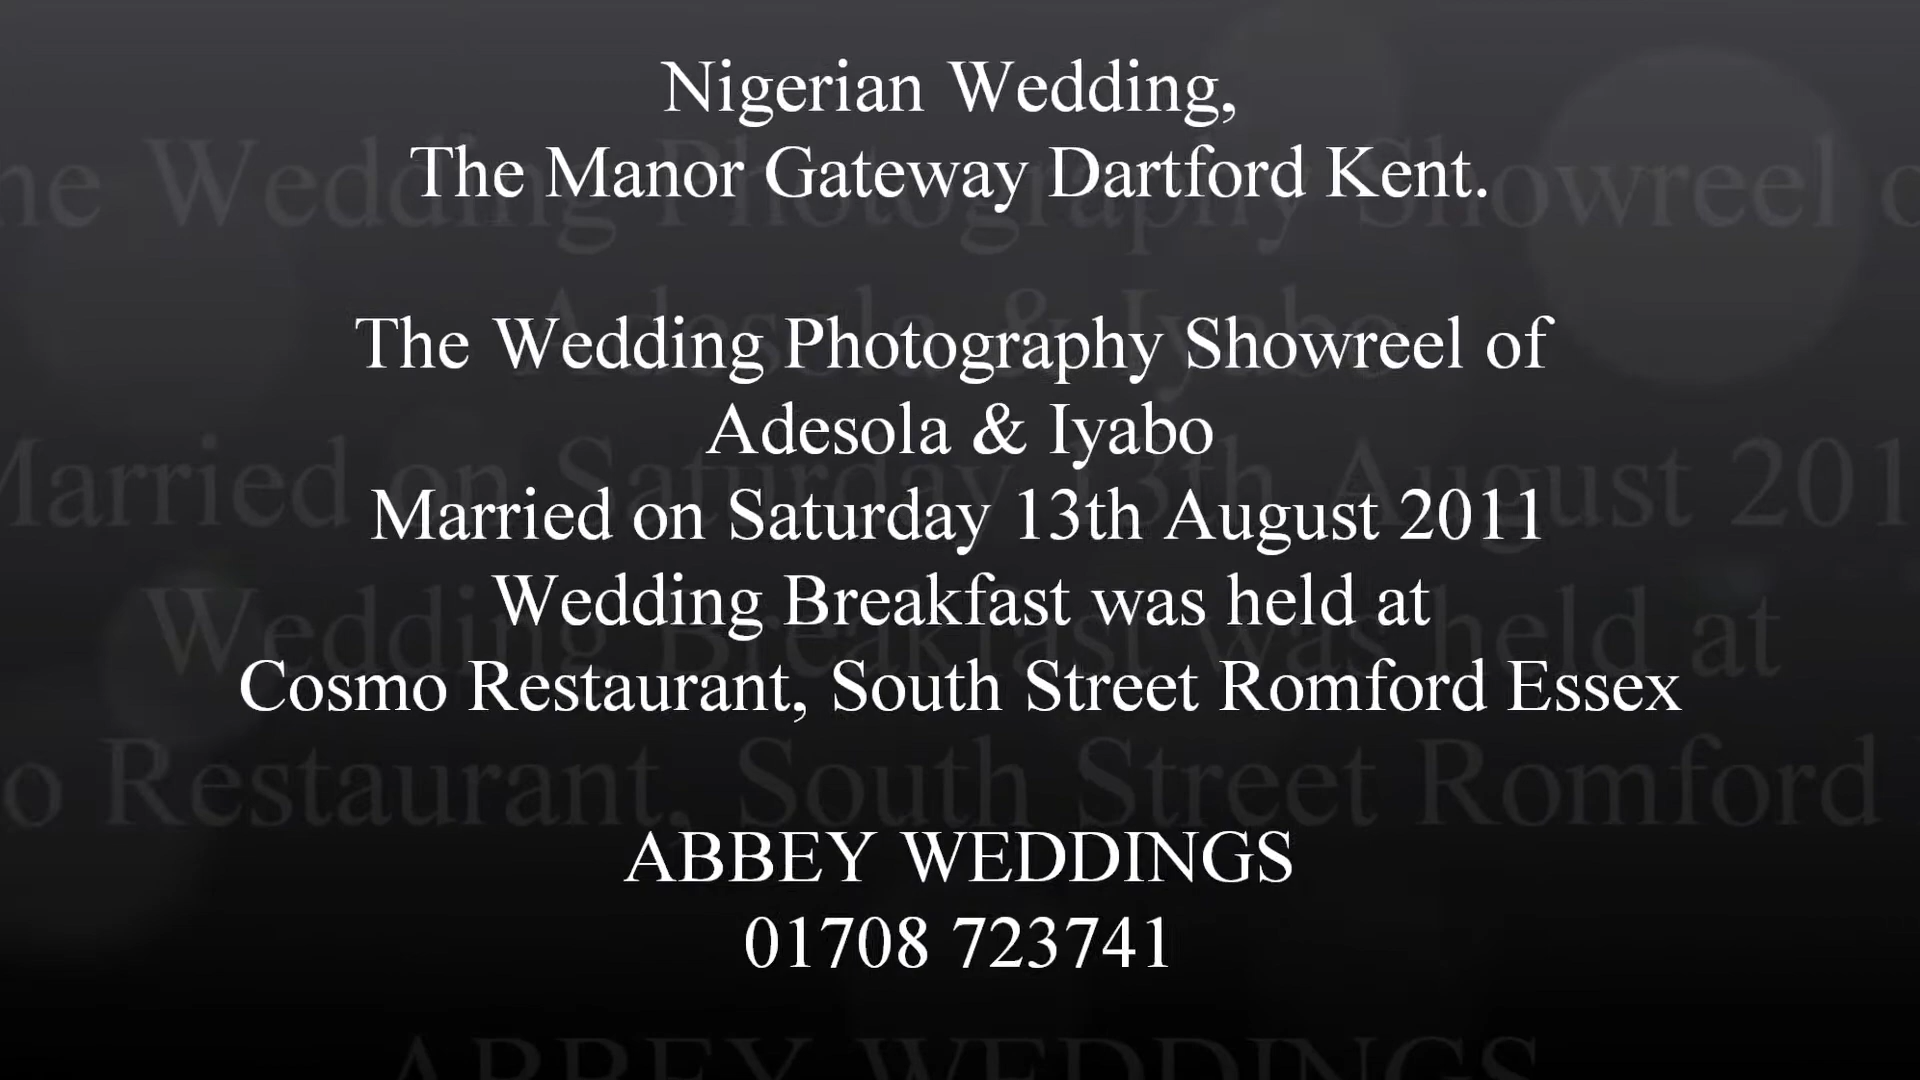 Nigerian Wedding,
The Manor Gateway Dartford Kent.
The Wedding Photography Showreel of
Adesola & Iyabo
Married on Saturday 13th August 2011
Wedding Breakfast was held at
Cosmo Restaurant, South Street Romford Essex
ABBEY WEDDINGS
01708 723741